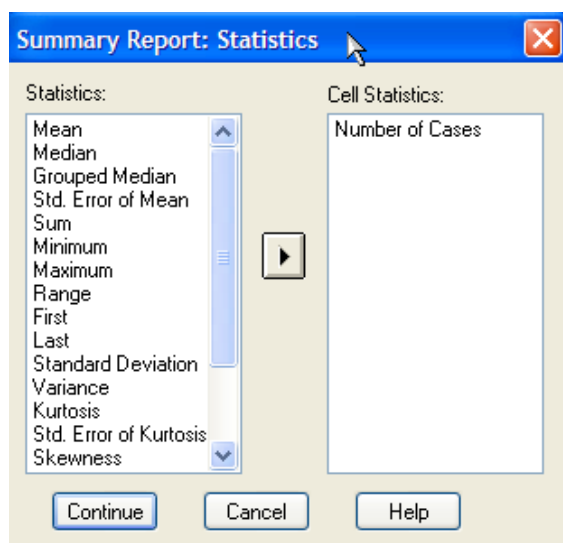 Summary Report: Statistics
Statistics:
Cell Statistics:
Mean
Median
Grouped Median
Std. Error of Mean
Sum
Minimum
Maximum
Range
First
Last
Standard Deviation
Variance
Kurtosis
Std. Error of Kurtosis
Skewness
Number of Cases
Continue
Cancel
Help